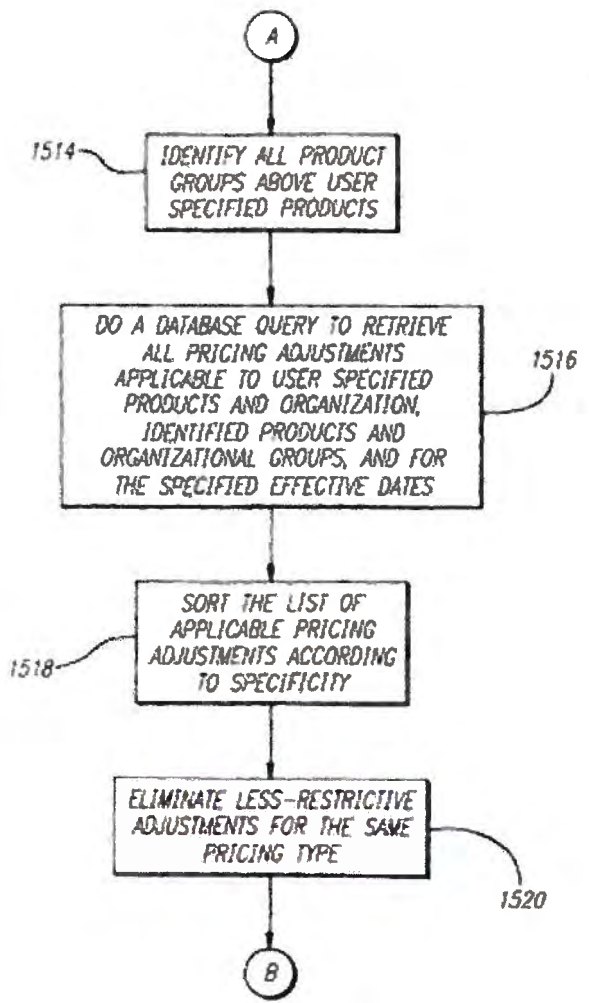 A
1514
IDENTIFY ALL PRODUCT
GROUPS ABOVE USER
SPECIFIED PRODUCTS
DO A DATABASE QUERY TO RETRIEVE
ALL PRICING ADJUSTMENTS
APPLICABLE TO USER SPECIFIED
PRODUCTS AND ORGANIZATION,
IDENTIFIED PRODUCTS AND
ORGANIZATIONAL GROUPS, AND FOR
THE SPECIFIED EFFECTIVE DATES
1516
SORT THE LIST OF
APPLICABLE PRICING
ADJUSTMENTS ACCORDING
TO SPECIFICITY
1518
ELIMINATE LESS-RESTRICTIVE
ADJUSTMENTS FOR THE SAME
PRICING TYPE
1520
B